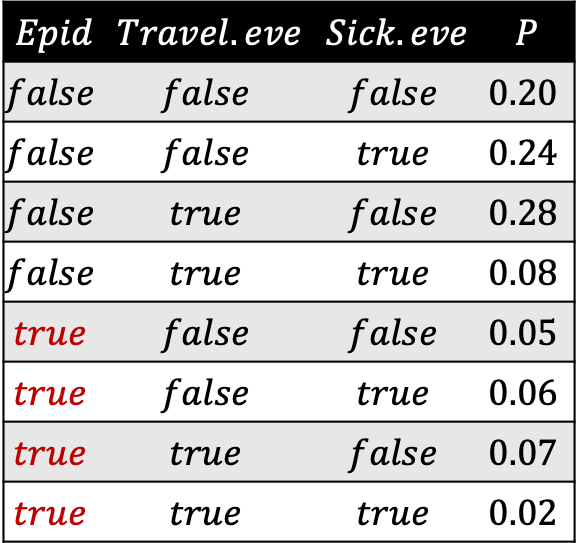 Epid Travel.eve Sick.eve P
false false false 0.20
false false true 0.24
false true false 0.28
false true true 0.08
true false false 0.05
true false true 0.06
true true false 0.07
true true true 0.02